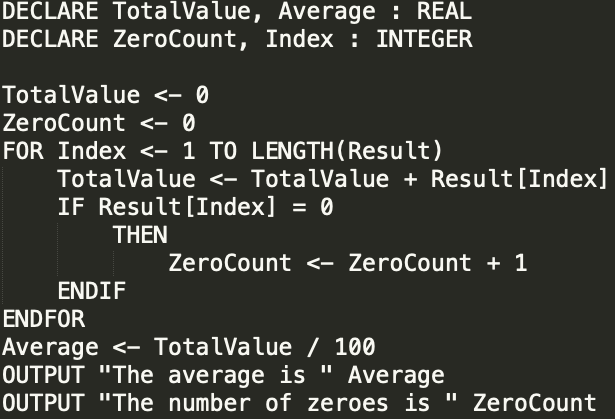 DECLARE TotalValue, Average : REAL
DECLARE ZeroCount, Index : INTEGER

TotalValue <- 0
ZeroCount <- 0
FOR Index <- 1 TO LENGTH(Result)
    TotalValue <- TotalValue + Result[Index]
    IF Result[Index] = 0
        THEN
            ZeroCount <- ZeroCount + 1
    ENDIF
ENDFOR
Average <- TotalValue / 100
OUTPUT "The average is " Average
OUTPUT "The number of zeroes is " ZeroCount